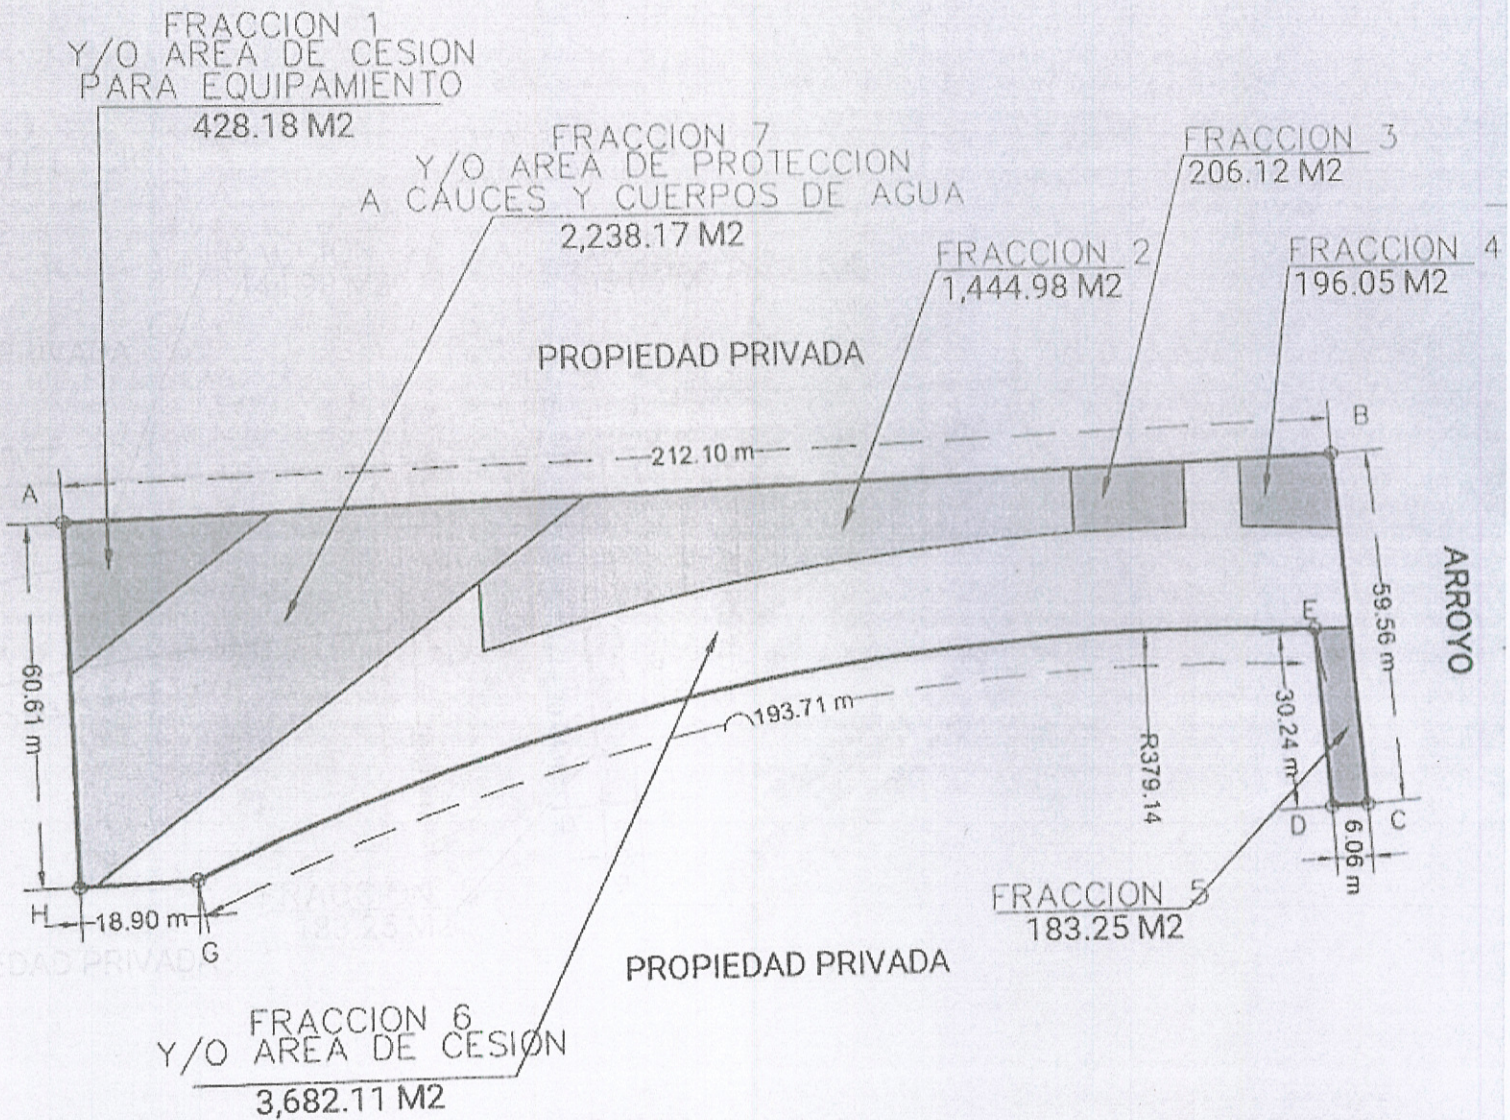 FRACCION 1
Y/O AREA DE CESION
PARA EQUIPAMIENTO
428.18 M2
FRACCION 7
Y/O AREA DE PROTECCION
A CAUCES Y CUERPOS DE AGUA
2,238.17 M2
FRACCION 3
206.12 M2
FRACCION 2
1,444.98 M2
FRACCION 4
196.05 M2
PROPIEDAD PRIVADA
B
212.10 m
A
ARROYO
59.56 m
60.61 m
193.71 m
R379.14
30.24 m
D
C
6.06 m
H
18.90 m
G
FRACCION 5
183.25 M2
PROPIEDAD PRIVADA
EDAD PRIVADA
FRACCION 6
Y/O AREA DE CESION
3,682.11 M2